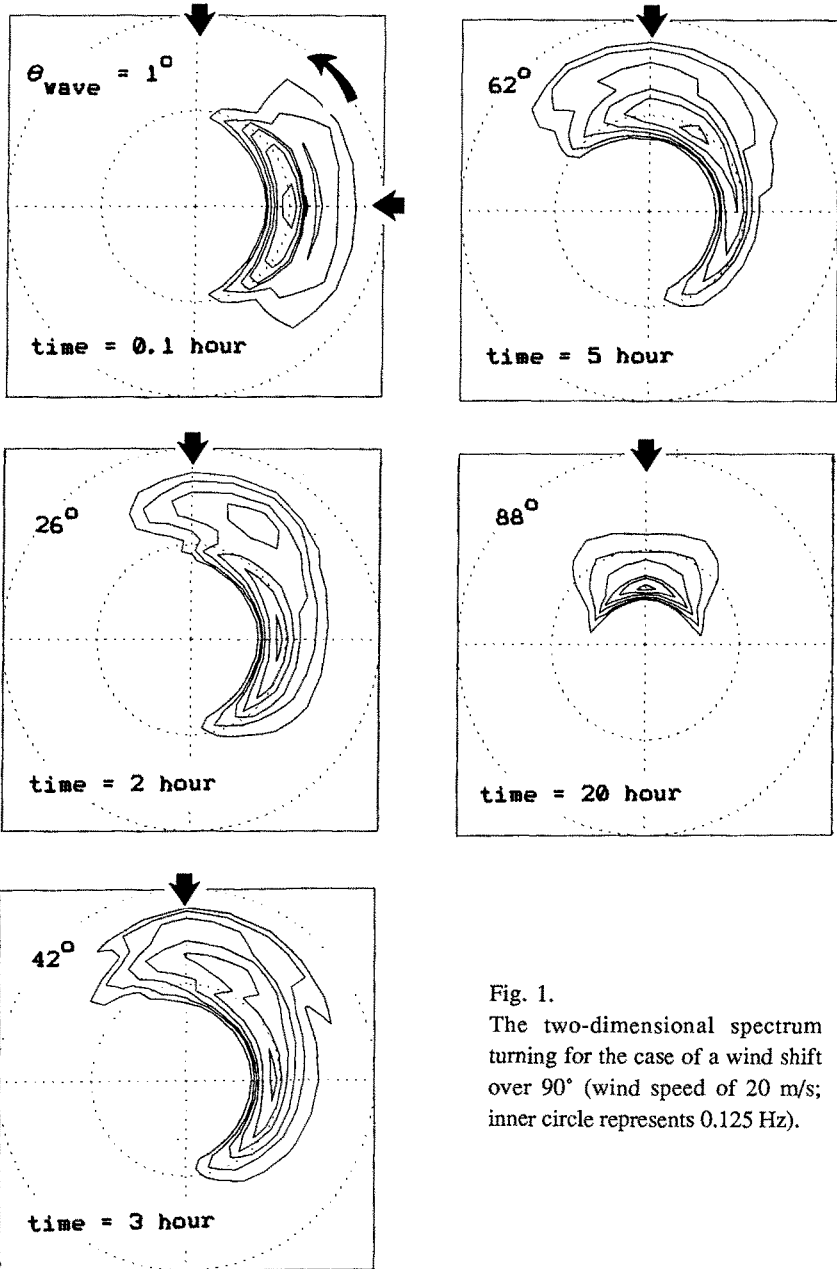 θwave = 1°
time = 0.1 hour
62°
time = 5 hour
26°
time = 2 hour
88°
time = 20 hour
42°
time = 3 hour
Fig. 1.
The two-dimensional spectrum
turning for the case of a wind shift
over 90° (wind speed of 20 m/s;
inner circle represents 0.125 Hz).